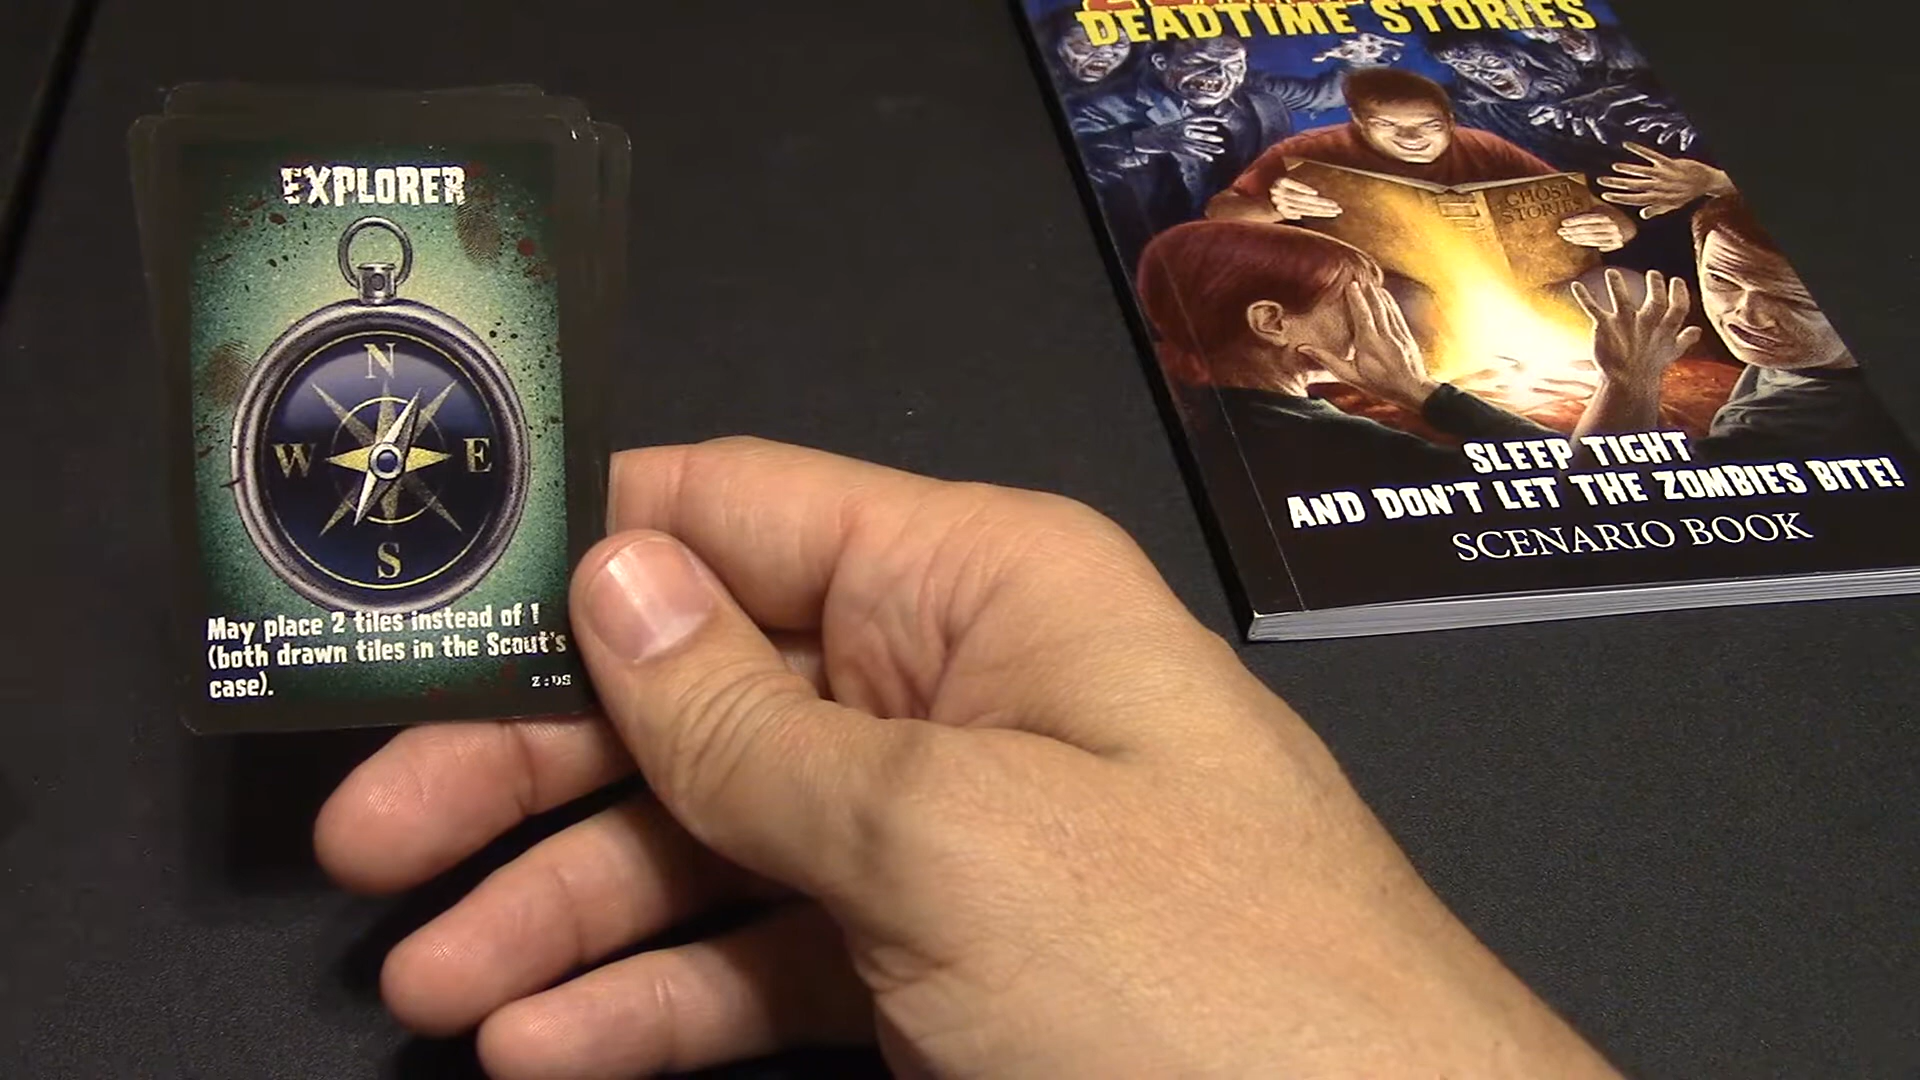 EXPLORER
N
W E
S
May place 2 tiles instead of 1
(both drawn tiles in the Scout's
case).
Z:DS
DEADTIME STORIES
GHOST
STORIES
SLEEP TIGHT
AND DON'T LET THE ZOMBIES BITE!
SCENARIO BOOK